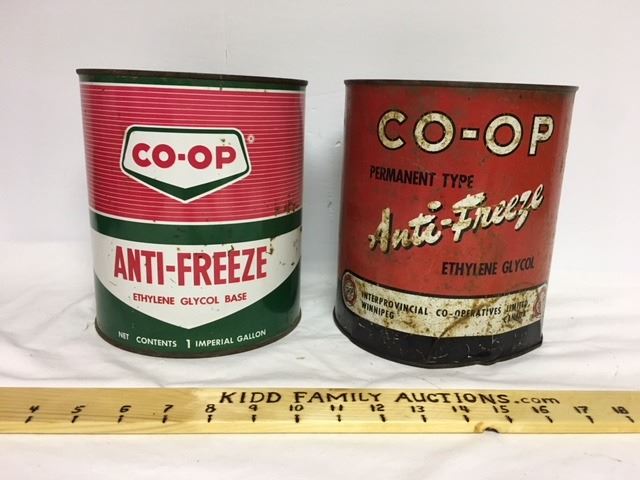 CO-OP
ANTI-FREEZE
ETHYLENE GLYCOL BASE
NET CONTENTS 1 IMPERIAL GALLON
CO-OP
PERMANENT TYPE
Anti-Freeze
ETHYLENE GLYCOL
INTERPROVINCIAL CO-OPERATIVES LIMITED
WINNIPEG CANADA
KIDD FAMILY AUCTIONS.com
4 5 6 7 8 9 10 11 12 13 14 15 16 17 18